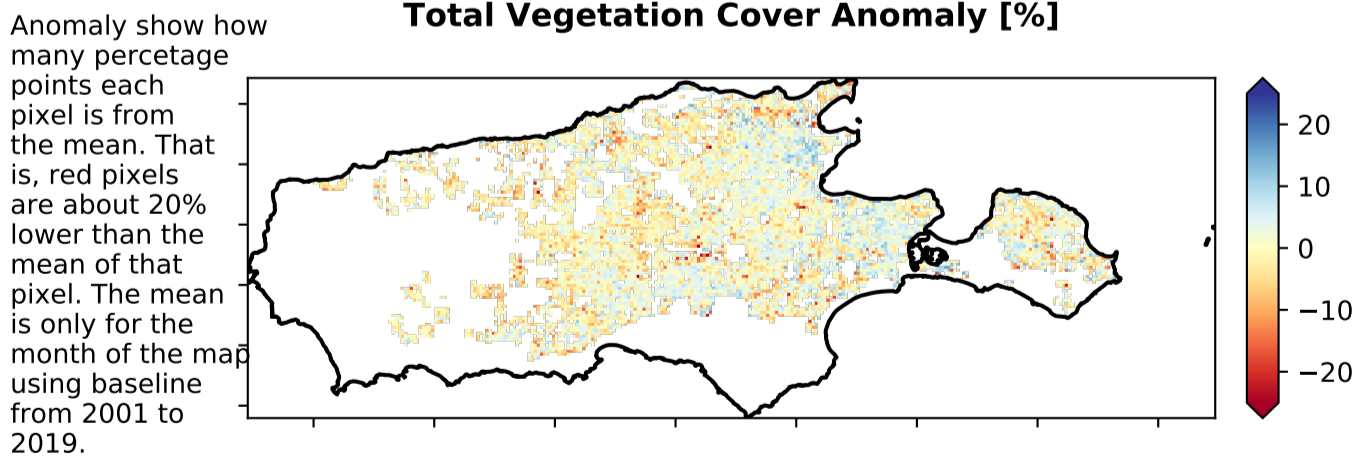 Total Vegetation Cover Anomaly [%]
Anomaly show how
many percetage
points each
pixel is from
the mean. That
is, red pixels
are about 20%
lower than the
mean of that
pixel. The mean
is only for the
month of the map
using baseline
from 2001 to
2019.
20
10
0
−10
−20